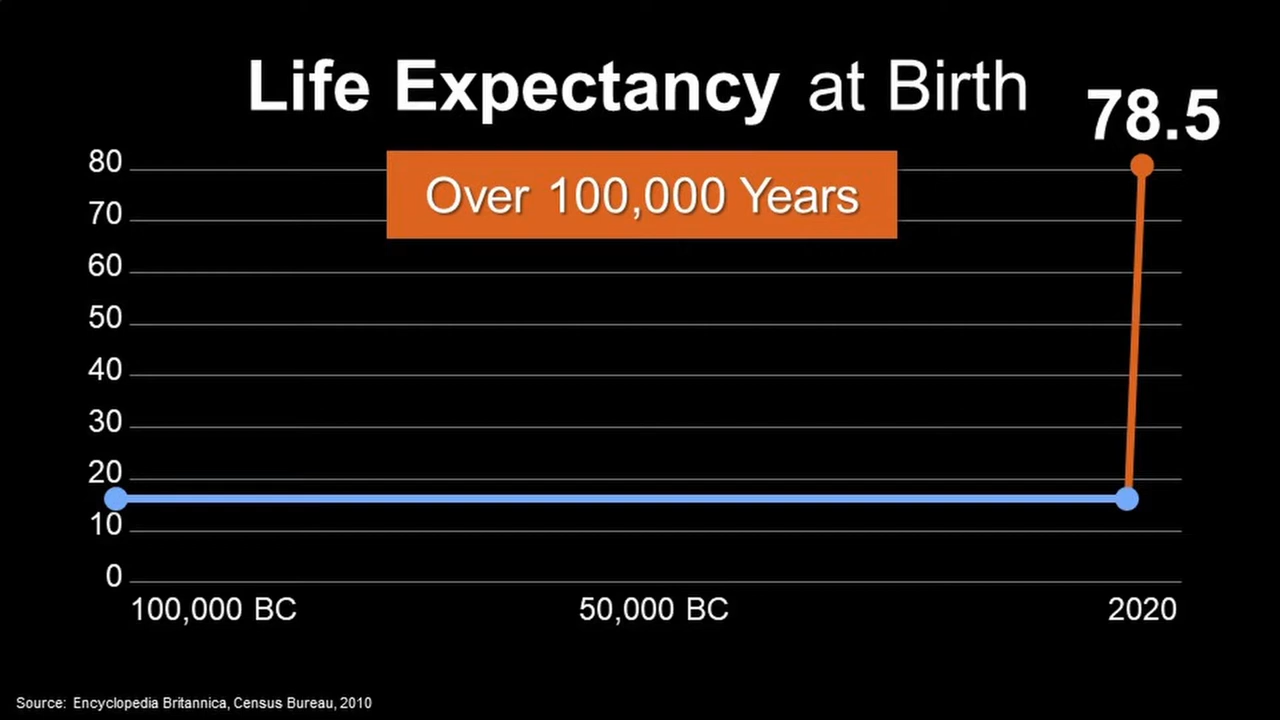 Life Expectancy at Birth
78.5
Over 100,000 Years
80
70
60
50
40
30
20
10
0
100,000 BC
50,000 BC
2020
Source: Encyclopedia Britannica, Census Bureau, 2010